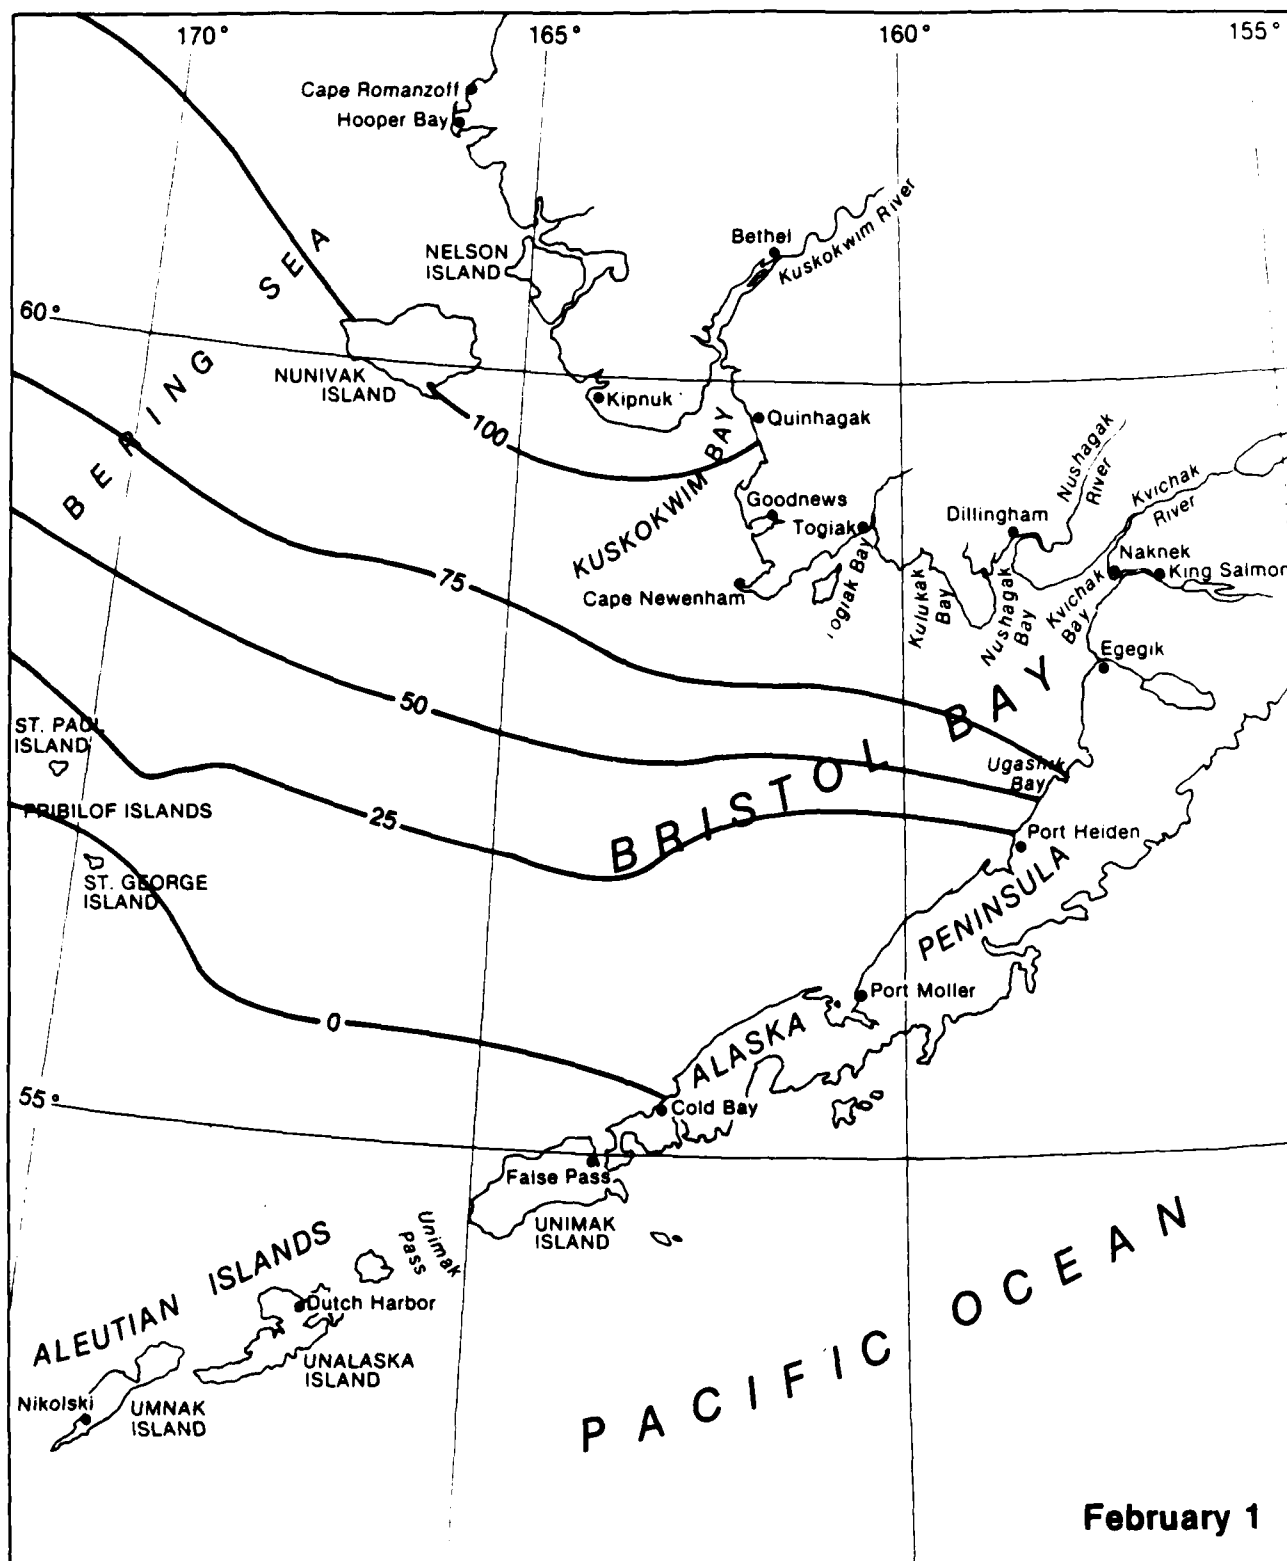 170°
165°
160°
155°
Cape Romanzoff
Hooper Bay
BERING SEA
NELSON
ISLAND
Bethel
Kuskokwim River
60°
NUNIVAK
ISLAND
Kipnuk
100
Quinhagak
KUSKOKWIM BAY
Goodnews
Togiak
Dillingham
Nushagak
River
Kvichak
River
Naknek
King Salmon
75
Cape Newenham
Togiak Bay
Kulukak
Bay
Nushagak
Bay
Kvichak
Bay
Egegik
50
ST. PAUL
ISLAND
BRISTOL BAY
Ugashik
Bay
PRIBILOF ISLANDS
25
Port Heiden
ST. GEORGE
ISLAND
ALASKA PENINSULA
Port Moller
0
55°
Cold Bay
False Pass
UNIMAK
ISLAND
Unimak
Pass
ALEUTIAN ISLANDS
Dutch Harbor
UNALASKA
ISLAND
Nikolski
UMNAK
ISLAND
PACIFIC OCEAN
February 1